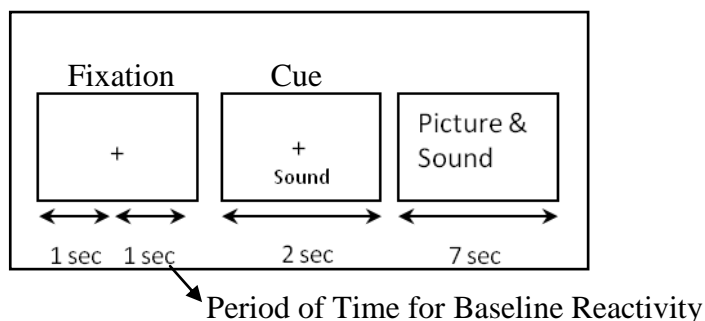 Fixation Cue
+
+
Sound
Picture &
Sound
1 sec 1 sec 2 sec 7 sec
Period of Time for Baseline Reactivity